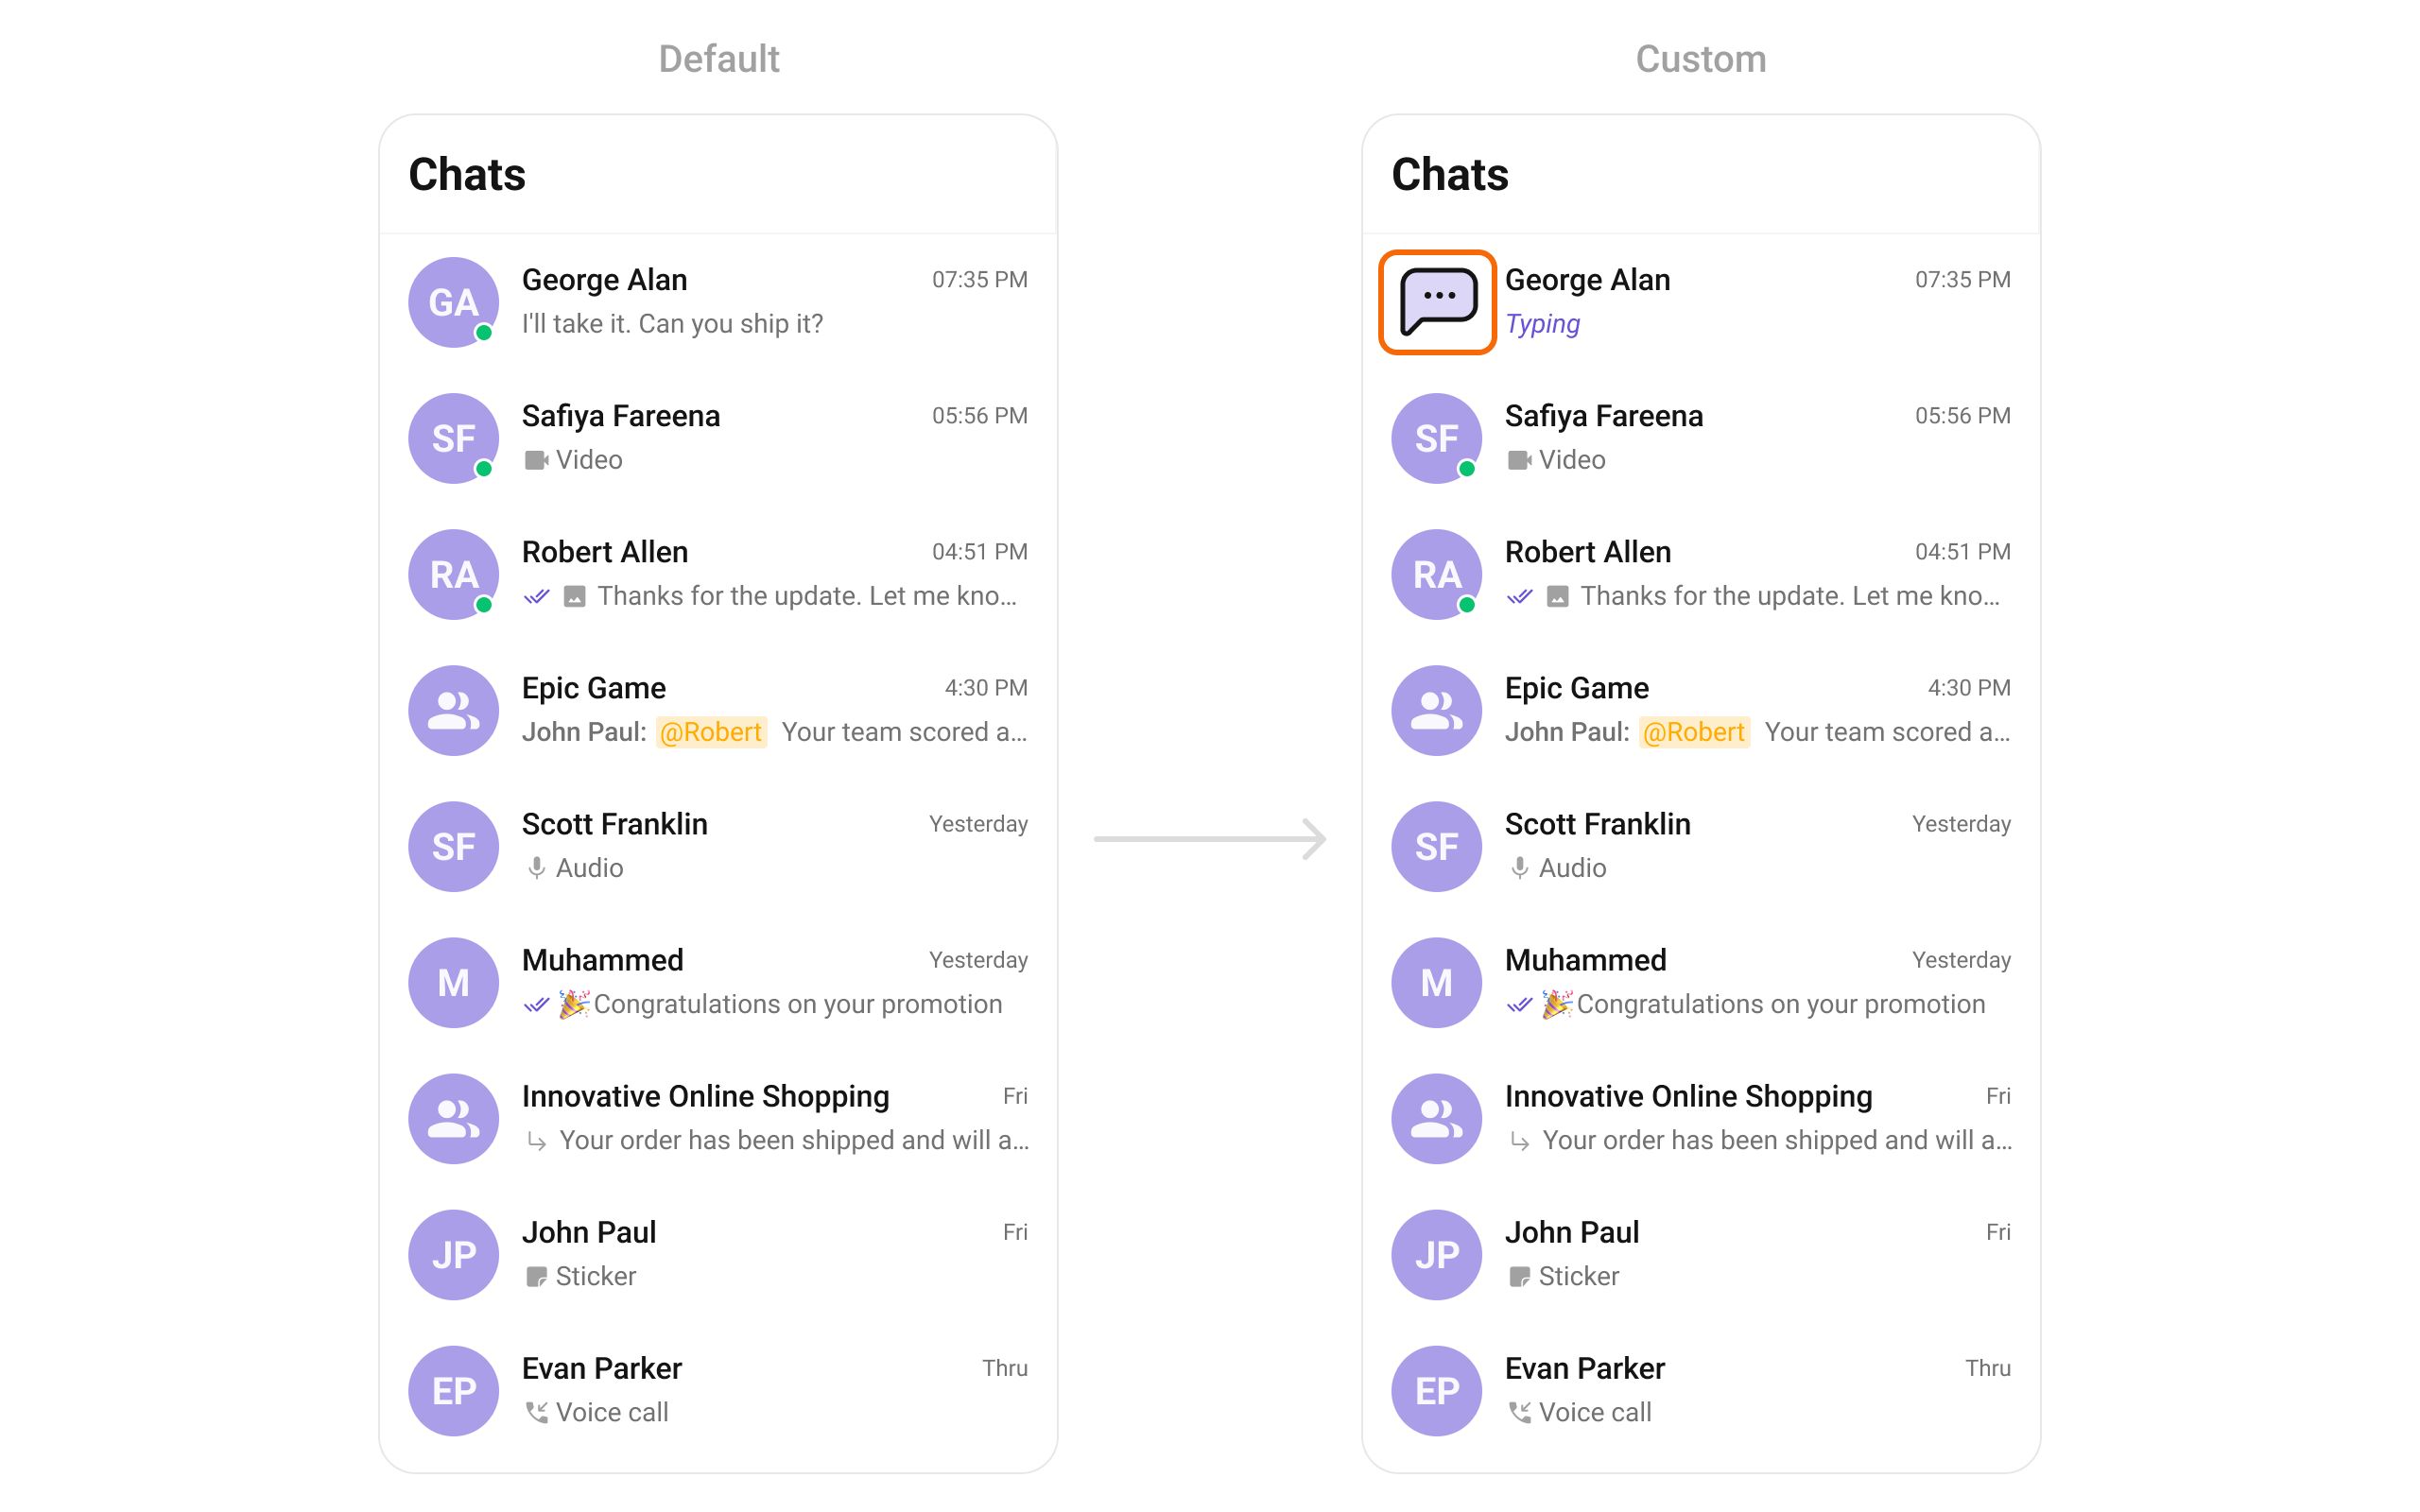 Default
Chats
GA
George Alan
07:35 PM
I'll take it. Can you ship it?
SF
Safiya Fareena
05:56 PM
Video
RA
Robert Allen
04:51 PM
Thanks for the update. Let me kno...
Epic Game
4:30 PM
John Paul: @Robert Your team scored a...
SF
Scott Franklin
Yesterday
Audio
M
Muhammed
Yesterday
🎉Congratulations on your promotion
Innovative Online Shopping
Fri
Your order has been shipped and will a...
JP
John Paul
Fri
Sticker
EP
Evan Parker
Thru
Voice call
Custom
Chats
George Alan
07:35 PM
Typing
SF
Safiya Fareena
05:56 PM
Video
RA
Robert Allen
04:51 PM
Thanks for the update. Let me kno...
Epic Game
4:30 PM
John Paul: @Robert Your team scored a...
SF
Scott Franklin
Yesterday
Audio
M
Muhammed
Yesterday
🎉Congratulations on your promotion
Innovative Online Shopping
Fri
Your order has been shipped and will a...
JP
John Paul
Fri
Sticker
EP
Evan Parker
Thru
Voice call